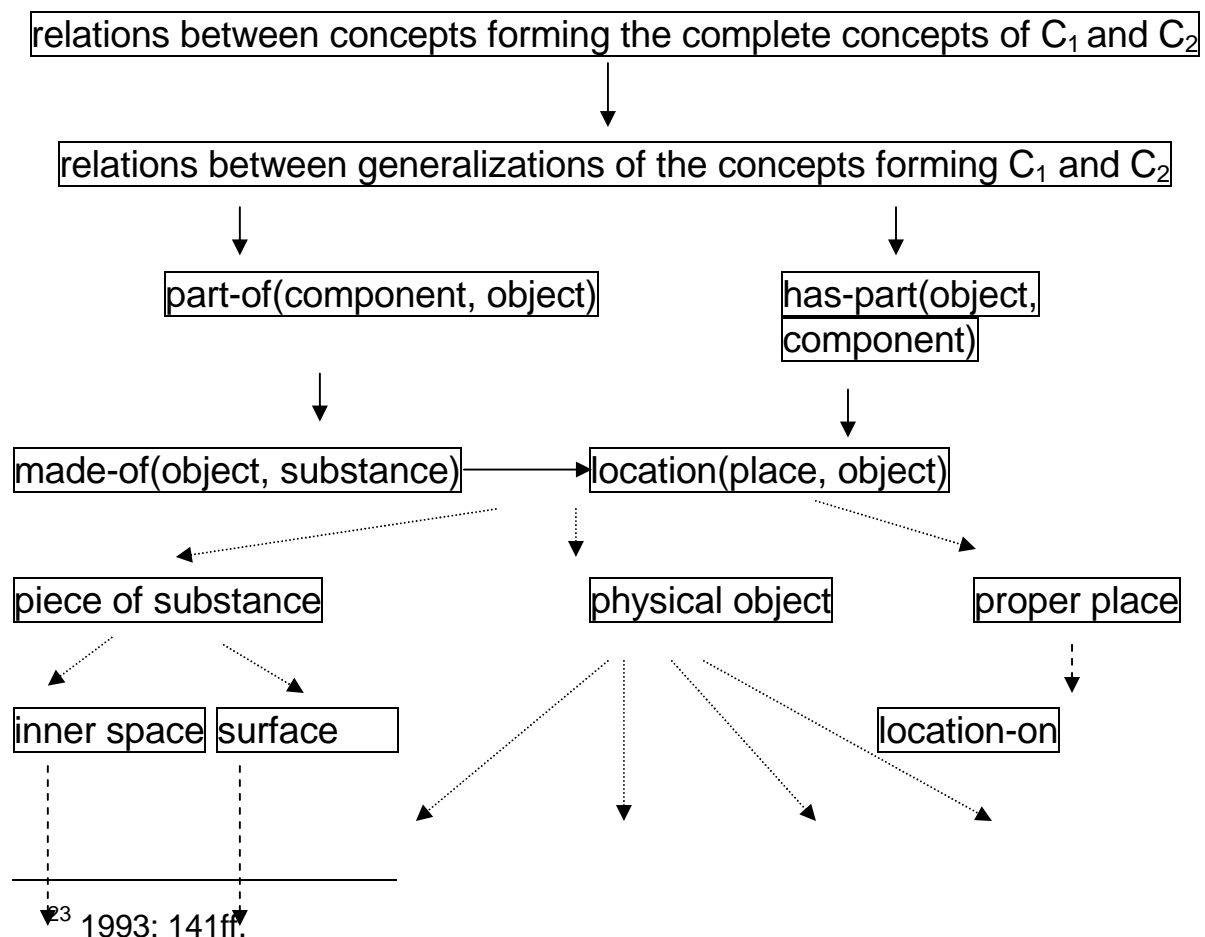 relations between concepts forming the complete concepts of C₁ and C₂
relations between generalizations of the concepts forming C₁ and C₂
part-of(component, object)
has-part(object,
component)
made-of(object, substance)
location(place, object)
piece of substance
physical object
proper place
inner space
surface
location-on
²³ 1993: 141ff.